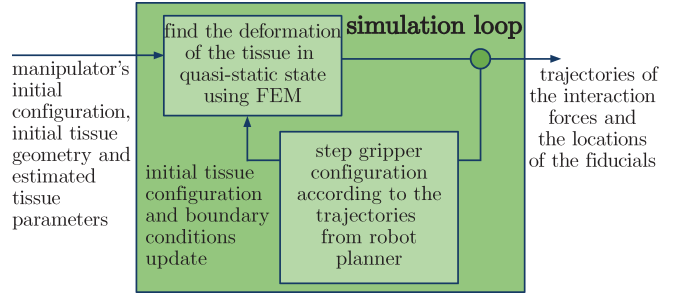 simulation loop
find the deformation
of the tissue in
quasi-static state
using FEM
manipulator's
initial
configuration,
initial tissue
geometry and
estimated
tissue
parameters
trajectories of
the interaction
forces and
the locations
of the fiducials
initial tissue
configuration
and boundary
conditions
update
step gripper
configuration
according to the
trajectories
from robot
planner